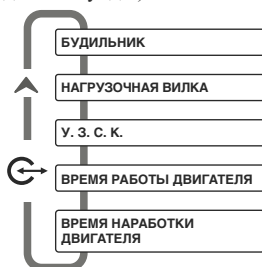 БУДИЛЬНИК
НАГРУЗОЧНАЯ ВИЛКА
У. З. С. К.
ВРЕМЯ РАБОТЫ ДВИГАТЕЛЯ
ВРЕМЯ НАРАБОТКИ
ДВИГАТЕЛЯ